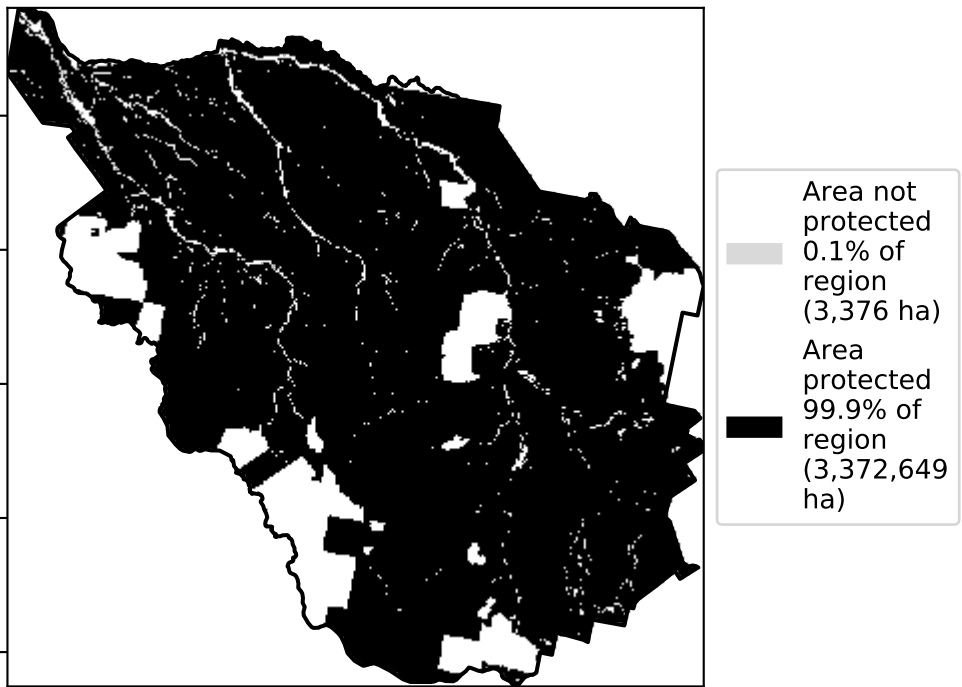 Area not
protected
0.1% of
region
(3,376 ha)
Area
protected
99.9% of
region
(3,372,649
ha)